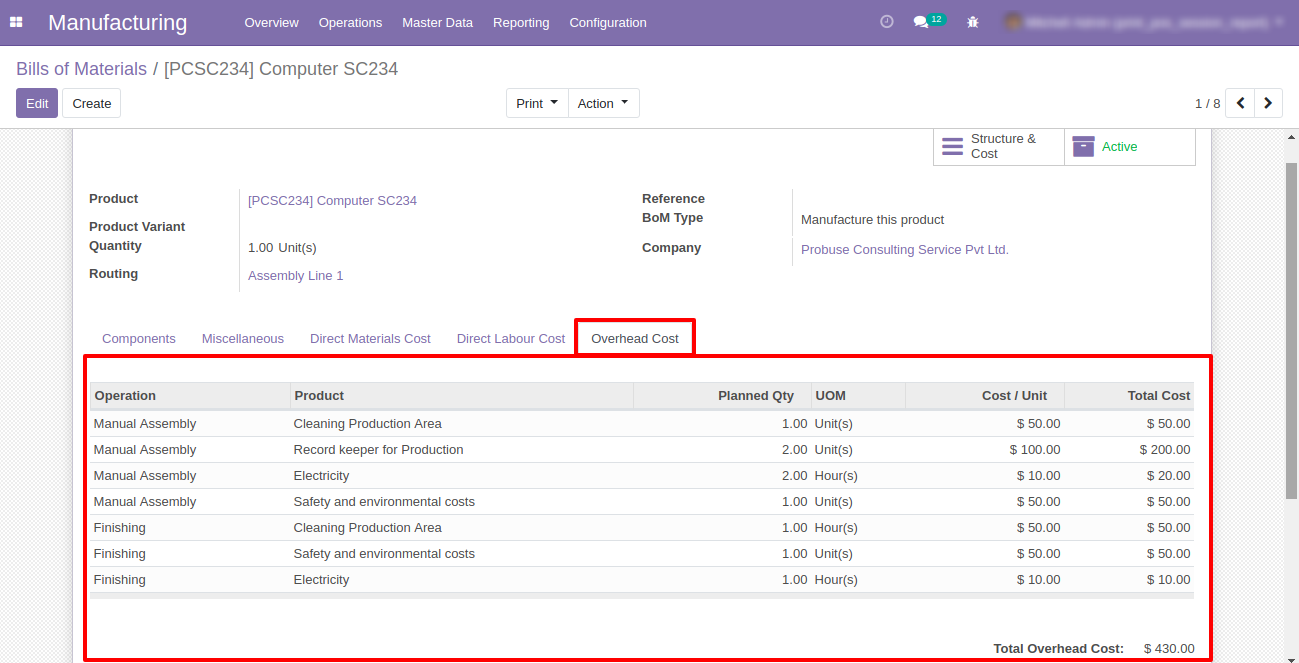 Manufacturing Overview Operations Master Data Reporting Configuration 12
Bills of Materials / [PCSC234] Computer SC234
Edit Create Print Action 1 / 8
Structure & Cost
Active
Product [PCSC234] Computer SC234
Product Variant
Quantity 1.00 Unit(s)
Routing Assembly Line 1
Reference
BoM Type Manufacture this product
Company Probuse Consulting Service Pvt Ltd.
Components Miscellaneous Direct Materials Cost Direct Labour Cost Overhead Cost
Operation Product Planned Qty UOM Cost / Unit Total Cost
Manual Assembly Cleaning Production Area 1.00 Unit(s) $ 50.00 $ 50.00
Manual Assembly Record keeper for Production 2.00 Unit(s) $ 100.00 $ 200.00
Manual Assembly Electricity 2.00 Hour(s) $ 10.00 $ 20.00
Manual Assembly Safety and environmental costs 1.00 Unit(s) $ 50.00 $ 50.00
Finishing Cleaning Production Area 1.00 Hour(s) $ 50.00 $ 50.00
Finishing Safety and environmental costs 1.00 Unit(s) $ 50.00 $ 50.00
Finishing Electricity 1.00 Hour(s) $ 10.00 $ 10.00
Total Overhead Cost: $ 430.00